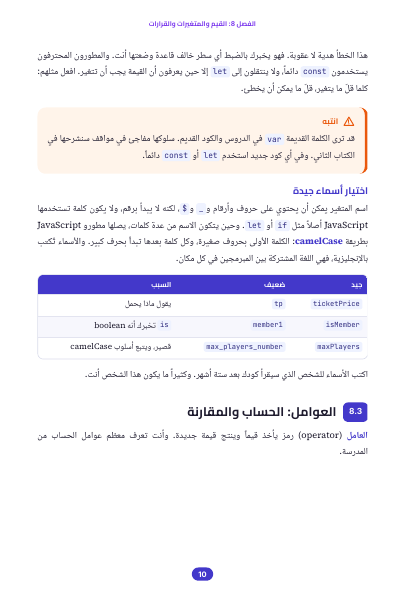 الفصل 8: القيم والمتغيرات والقرارات
هذا الخطأ هدية لا عقوبة. فهو يخبرك بالضبط أي سطر خالف قاعدة وضعتها أنت. والمطورون المحترفون
يستخدمون const دائماً، ولا ينتقلون إلى let إلا حين يعرفون أن القيمة يجب أن تتغير. افعل مثلهم:
كلما قلّ ما يتغير، قلّ ما يمكن أن يخطئ.
انتبه
قد ترى الكلمة القديمة var في الدروس والكود القديم. سلوكها مفاجئ في مواقف سنشرحها في
الكتاب الثاني. وفي أي كود جديد استخدم let أو const دائماً.
اختيار أسماء جيدة
اسم المتغير يمكن أن يحتوي على حروف وأرقام و _ و $، لكنه لا يبدأ برقم، ولا يكون كلمة تستخدمها
JavaScript أصلاً مثل if أو let. وحين يتكون الاسم من عدة كلمات، يصلها مطورو JavaScript
بطريقة camelCase: الكلمة الأولى بحروف صغيرة، وكل كلمة بعدها تبدأ بحرف كبير. والأسماء تُكتب
بالإنجليزية، فهي اللغة المشتركة بين المبرمجين في كل مكان.
جيد ضعيف السبب
ticketPrice tp يقول ماذا يحمل
isMember member1 is تخبرك أنه boolean
maxPlayers max_players_number قصير، ويتبع أسلوب camelCase
اكتب الأسماء للشخص الذي سيقرأ كودك بعد ستة أشهر. وكثيراً ما يكون هذا الشخص أنت.
8.3 العوامل: الحساب والمقارنة
العامل (operator) رمز يأخذ قيماً وينتج قيمة جديدة. وأنت تعرف معظم عوامل الحساب من
المدرسة.
10